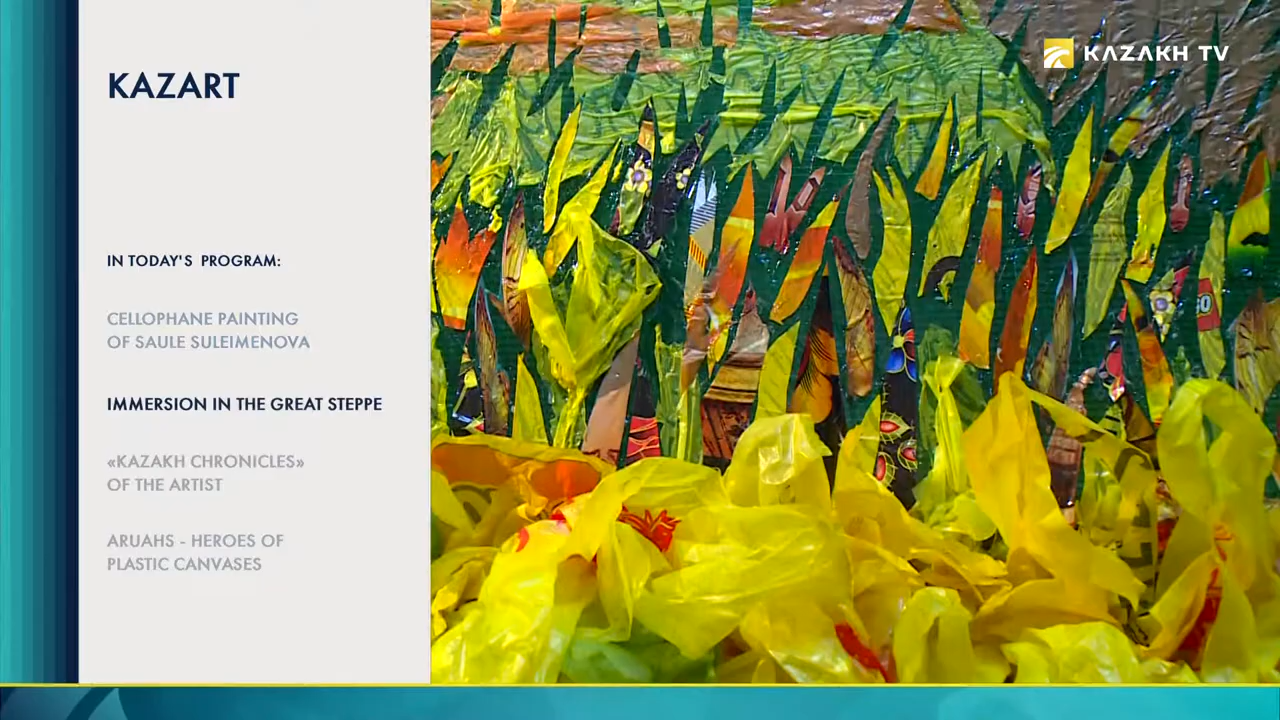 KAZART
KAZAKH TV
IN TODAY'S PROGRAM:
CELLOPHANE PAINTING
OF SAULE SULEIMENOVA
IMMERSION IN THE GREAT STEPPE
«KAZAKH CHRONICLES»
OF THE ARTIST
ARUAHS - HEROES OF
PLASTIC CANVASES